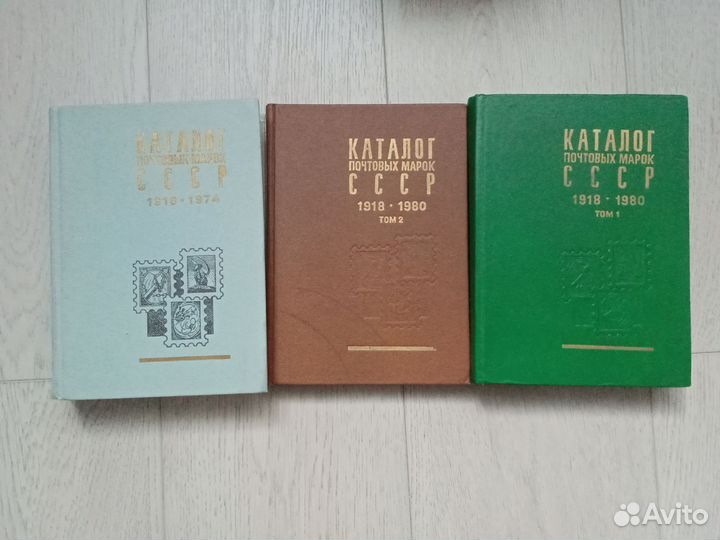 КАТАЛОГ
ПОЧТОВЫХ МАРОК
СССР
1918 · 1974
КАТАЛОГ
ПОЧТОВЫХ МАРОК
СССР
1918 · 1980
ТОМ 2
КАТАЛОГ
ПОЧТОВЫХ МАРОК
СССР
1918 · 1980
ТОМ 1
Avito